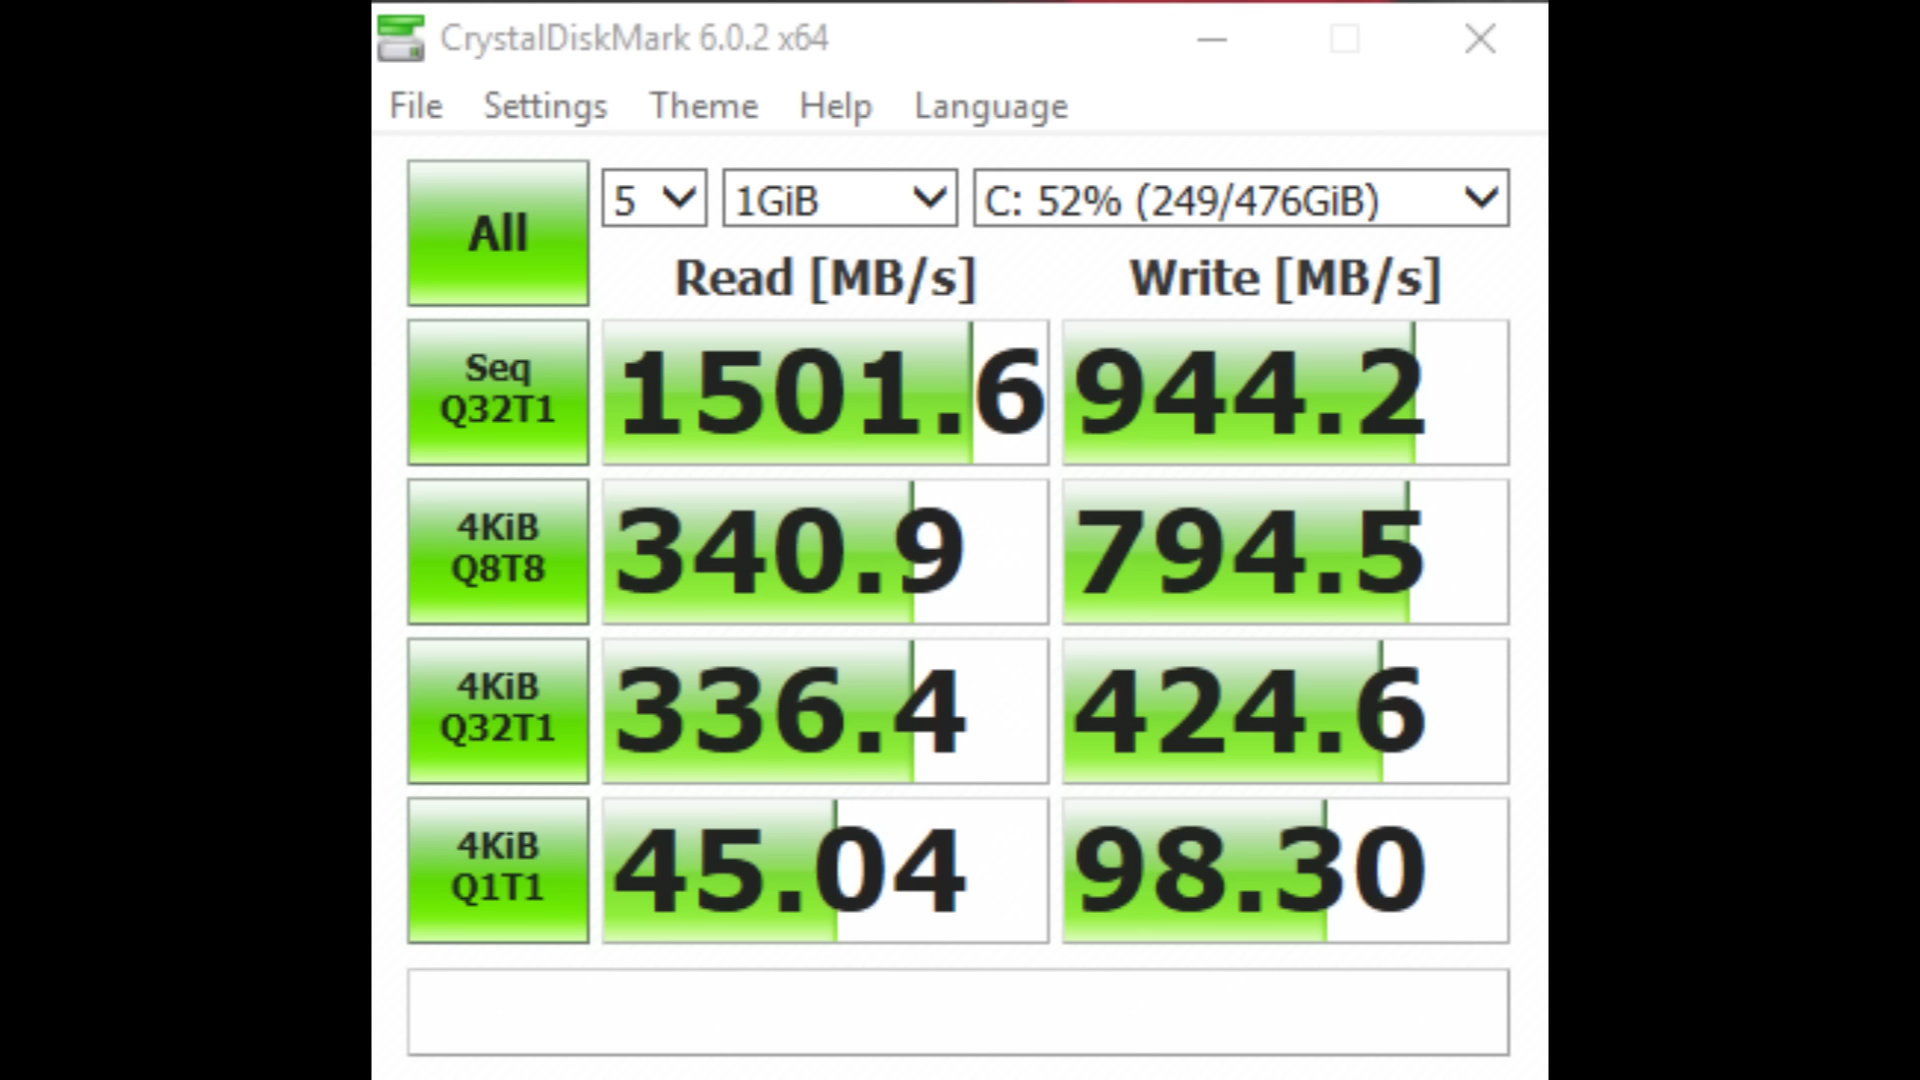 CrystalDiskMark 6.0.2 x64
File Settings Theme Help Language
All 5 1GiB C: 52% (249/476GiB)
Read [MB/s] Write [MB/s]
Seq
Q32T1 1501.6 944.2
4KiB
Q8T8 340.9 794.5
4KiB
Q32T1 336.4 424.6
4KiB
Q1T1 45.04 98.30